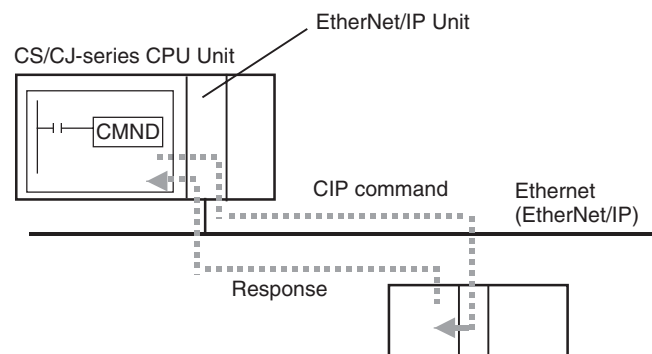 EtherNet/IP Unit
CS/CJ-series CPU Unit
CMND
CIP command
Ethernet
(EtherNet/IP)
Response